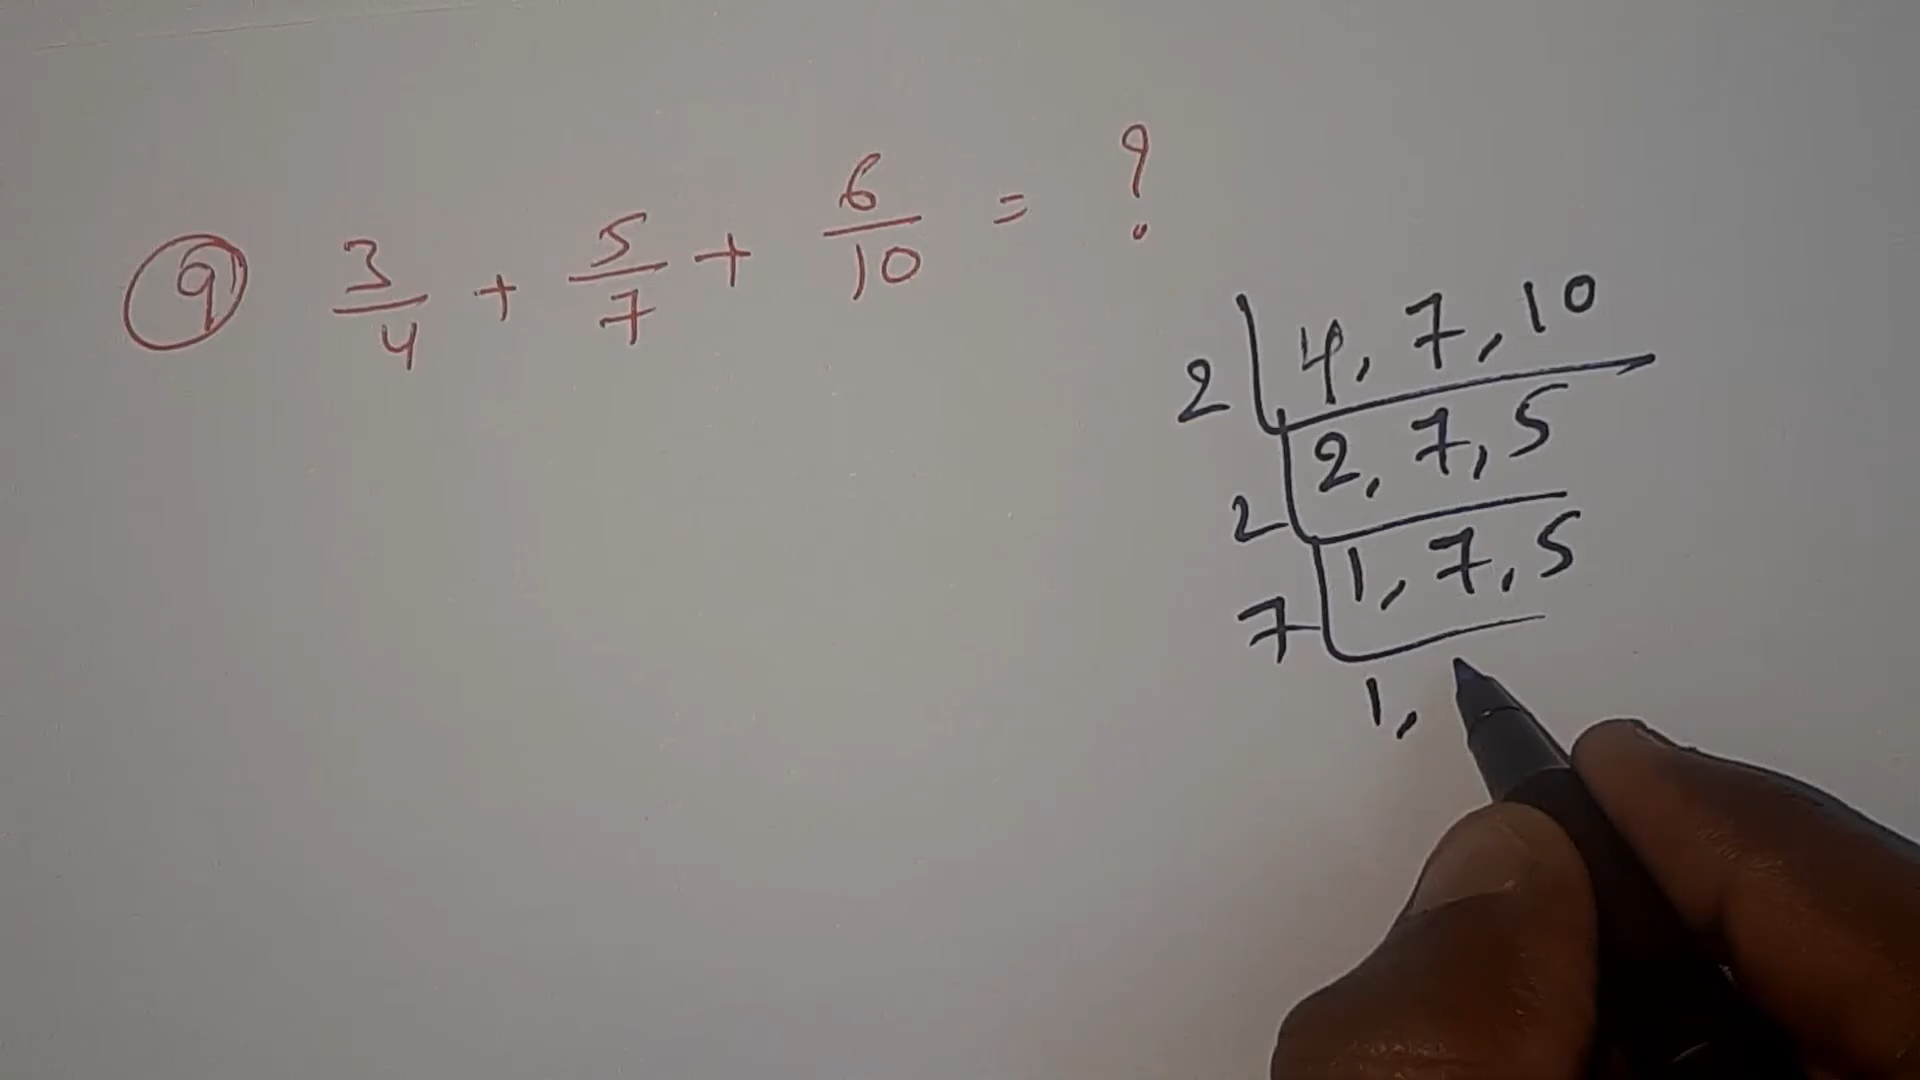 9 3/4 + 5/7 + 6/10 = ?
2 | 4, 7, 10
2 | 2, 7, 5
7 | 1, 7, 5
1,